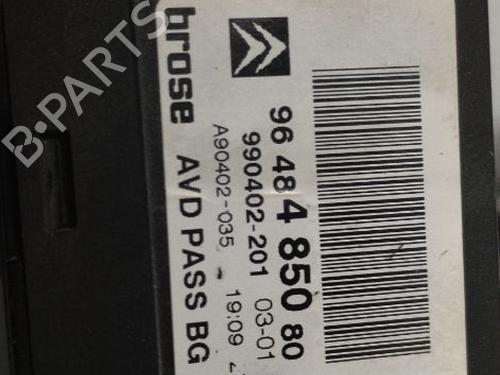 96 484 850 80
990402-201 03-01
A90402-035 - 19:09
brose AVD PASS BG
B-PARTS